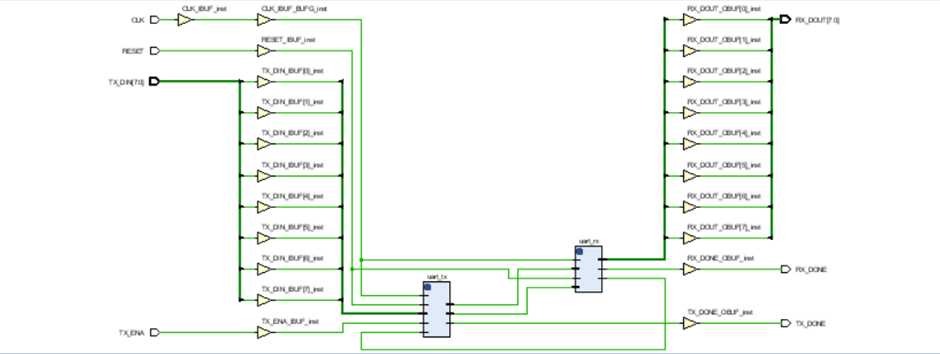 CLK
CLK_IBUF_inst
CLK_IBUF_BUFG_inst
RESET
RESET_IBUF_inst
TX_DIN[7:0]
TX_DIN_IBUF[0]_inst
TX_DIN_IBUF[1]_inst
TX_DIN_IBUF[2]_inst
TX_DIN_IBUF[3]_inst
TX_DIN_IBUF[4]_inst
TX_DIN_IBUF[5]_inst
TX_DIN_IBUF[6]_inst
TX_DIN_IBUF[7]_inst
TX_ENA
TX_ENA_IBUF_inst
uart_tx
uart_rx
RX_DOUT_OBUF[0]_inst
RX_DOUT[7:0]
RX_DOUT_OBUF[1]_inst
RX_DOUT_OBUF[2]_inst
RX_DOUT_OBUF[3]_inst
RX_DOUT_OBUF[4]_inst
RX_DOUT_OBUF[5]_inst
RX_DOUT_OBUF[6]_inst
RX_DOUT_OBUF[7]_inst
RX_DONE_OBUF_inst
RX_DONE
TX_DONE_OBUF_inst
TX_DONE